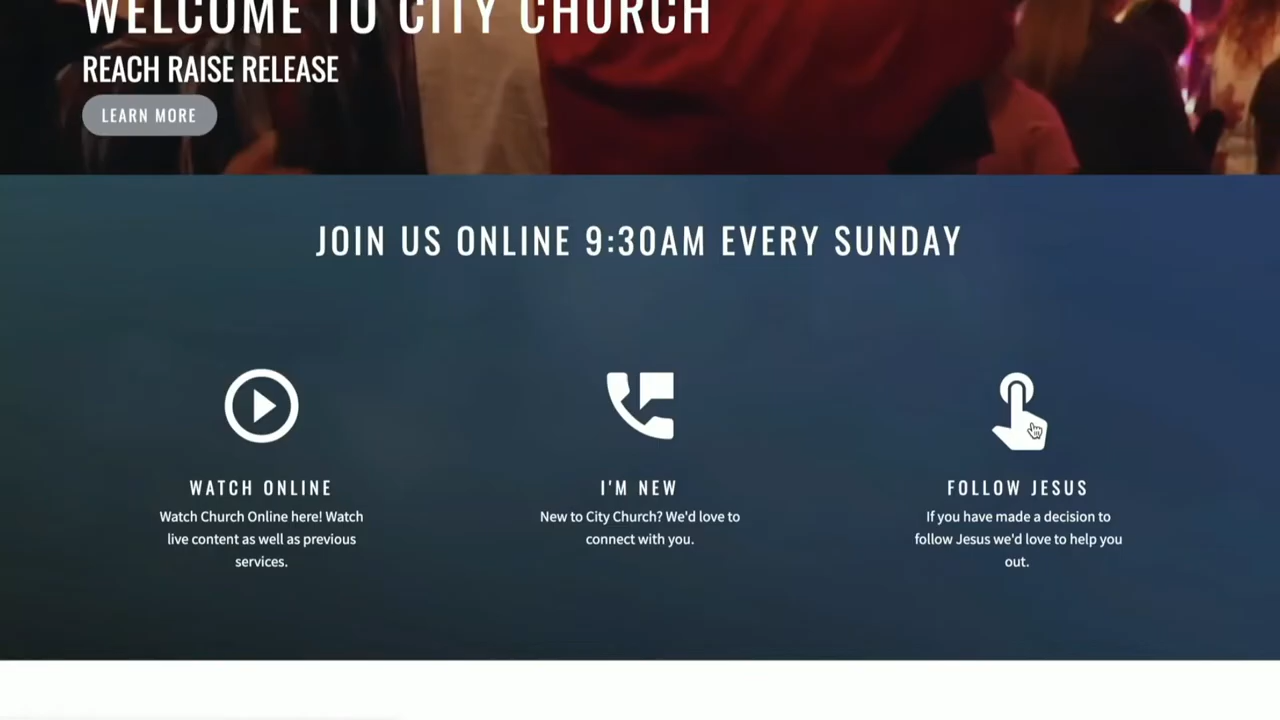 WELCOME TO CITY CHURCH
REACH RAISE RELEASE
LEARN MORE
JOIN US ONLINE 9:30AM EVERY SUNDAY
WATCH ONLINE
Watch Church Online here! Watch
live content as well as previous
services.
I'M NEW
New to City Church? We'd love to
connect with you.
FOLLOW JESUS
If you have made a decision to
follow Jesus we'd love to help you
out.